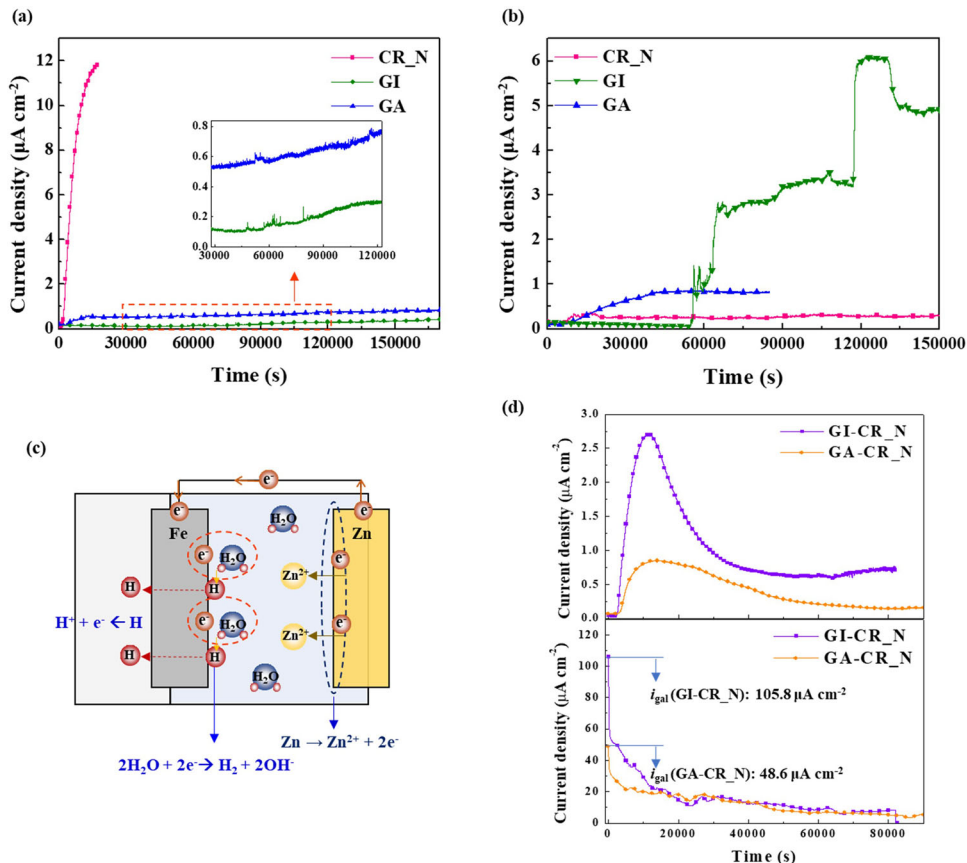 (a)
CR_N
GI
GA
Current density (μA cm⁻²)
12
10
8
6
4
2
0
0.8
0.6
0.4
0.2
0.0
30000 60000 90000 120000
0 30000 60000 90000 120000 150000
Time (s)
(b)
CR_N
GI
GA
Current density (μA cm⁻²)
6
5
4
3
2
1
0
0 30000 60000 90000 120000 150000
Time (s)
(c)
e⁻
e⁻ e⁻
Fe Zn
H₂O
e⁻ H₂O e⁻
Zn²⁺
H H
H⁺ + e⁻ ← H
e⁻ H₂O e⁻
Zn²⁺
H H
H₂O
Zn → Zn²⁺ + 2e⁻
2H₂O + 2e⁻→ H₂ + 2OH⁻
(d)
GI-CR_N
GA-CR_N
Current density (μA cm⁻²)
3.0
2.5
2.0
1.5
1.0
0.5
0.0
GI-CR_N
GA-CR_N
Current density (μA cm⁻²)
120
100
80
60
40
20
0
i_gal (GI-CR_N): 105.8 μA cm⁻²
i_gal (GA-CR_N): 48.6 μA cm⁻²
0 20000 40000 60000 80000
Time (s)